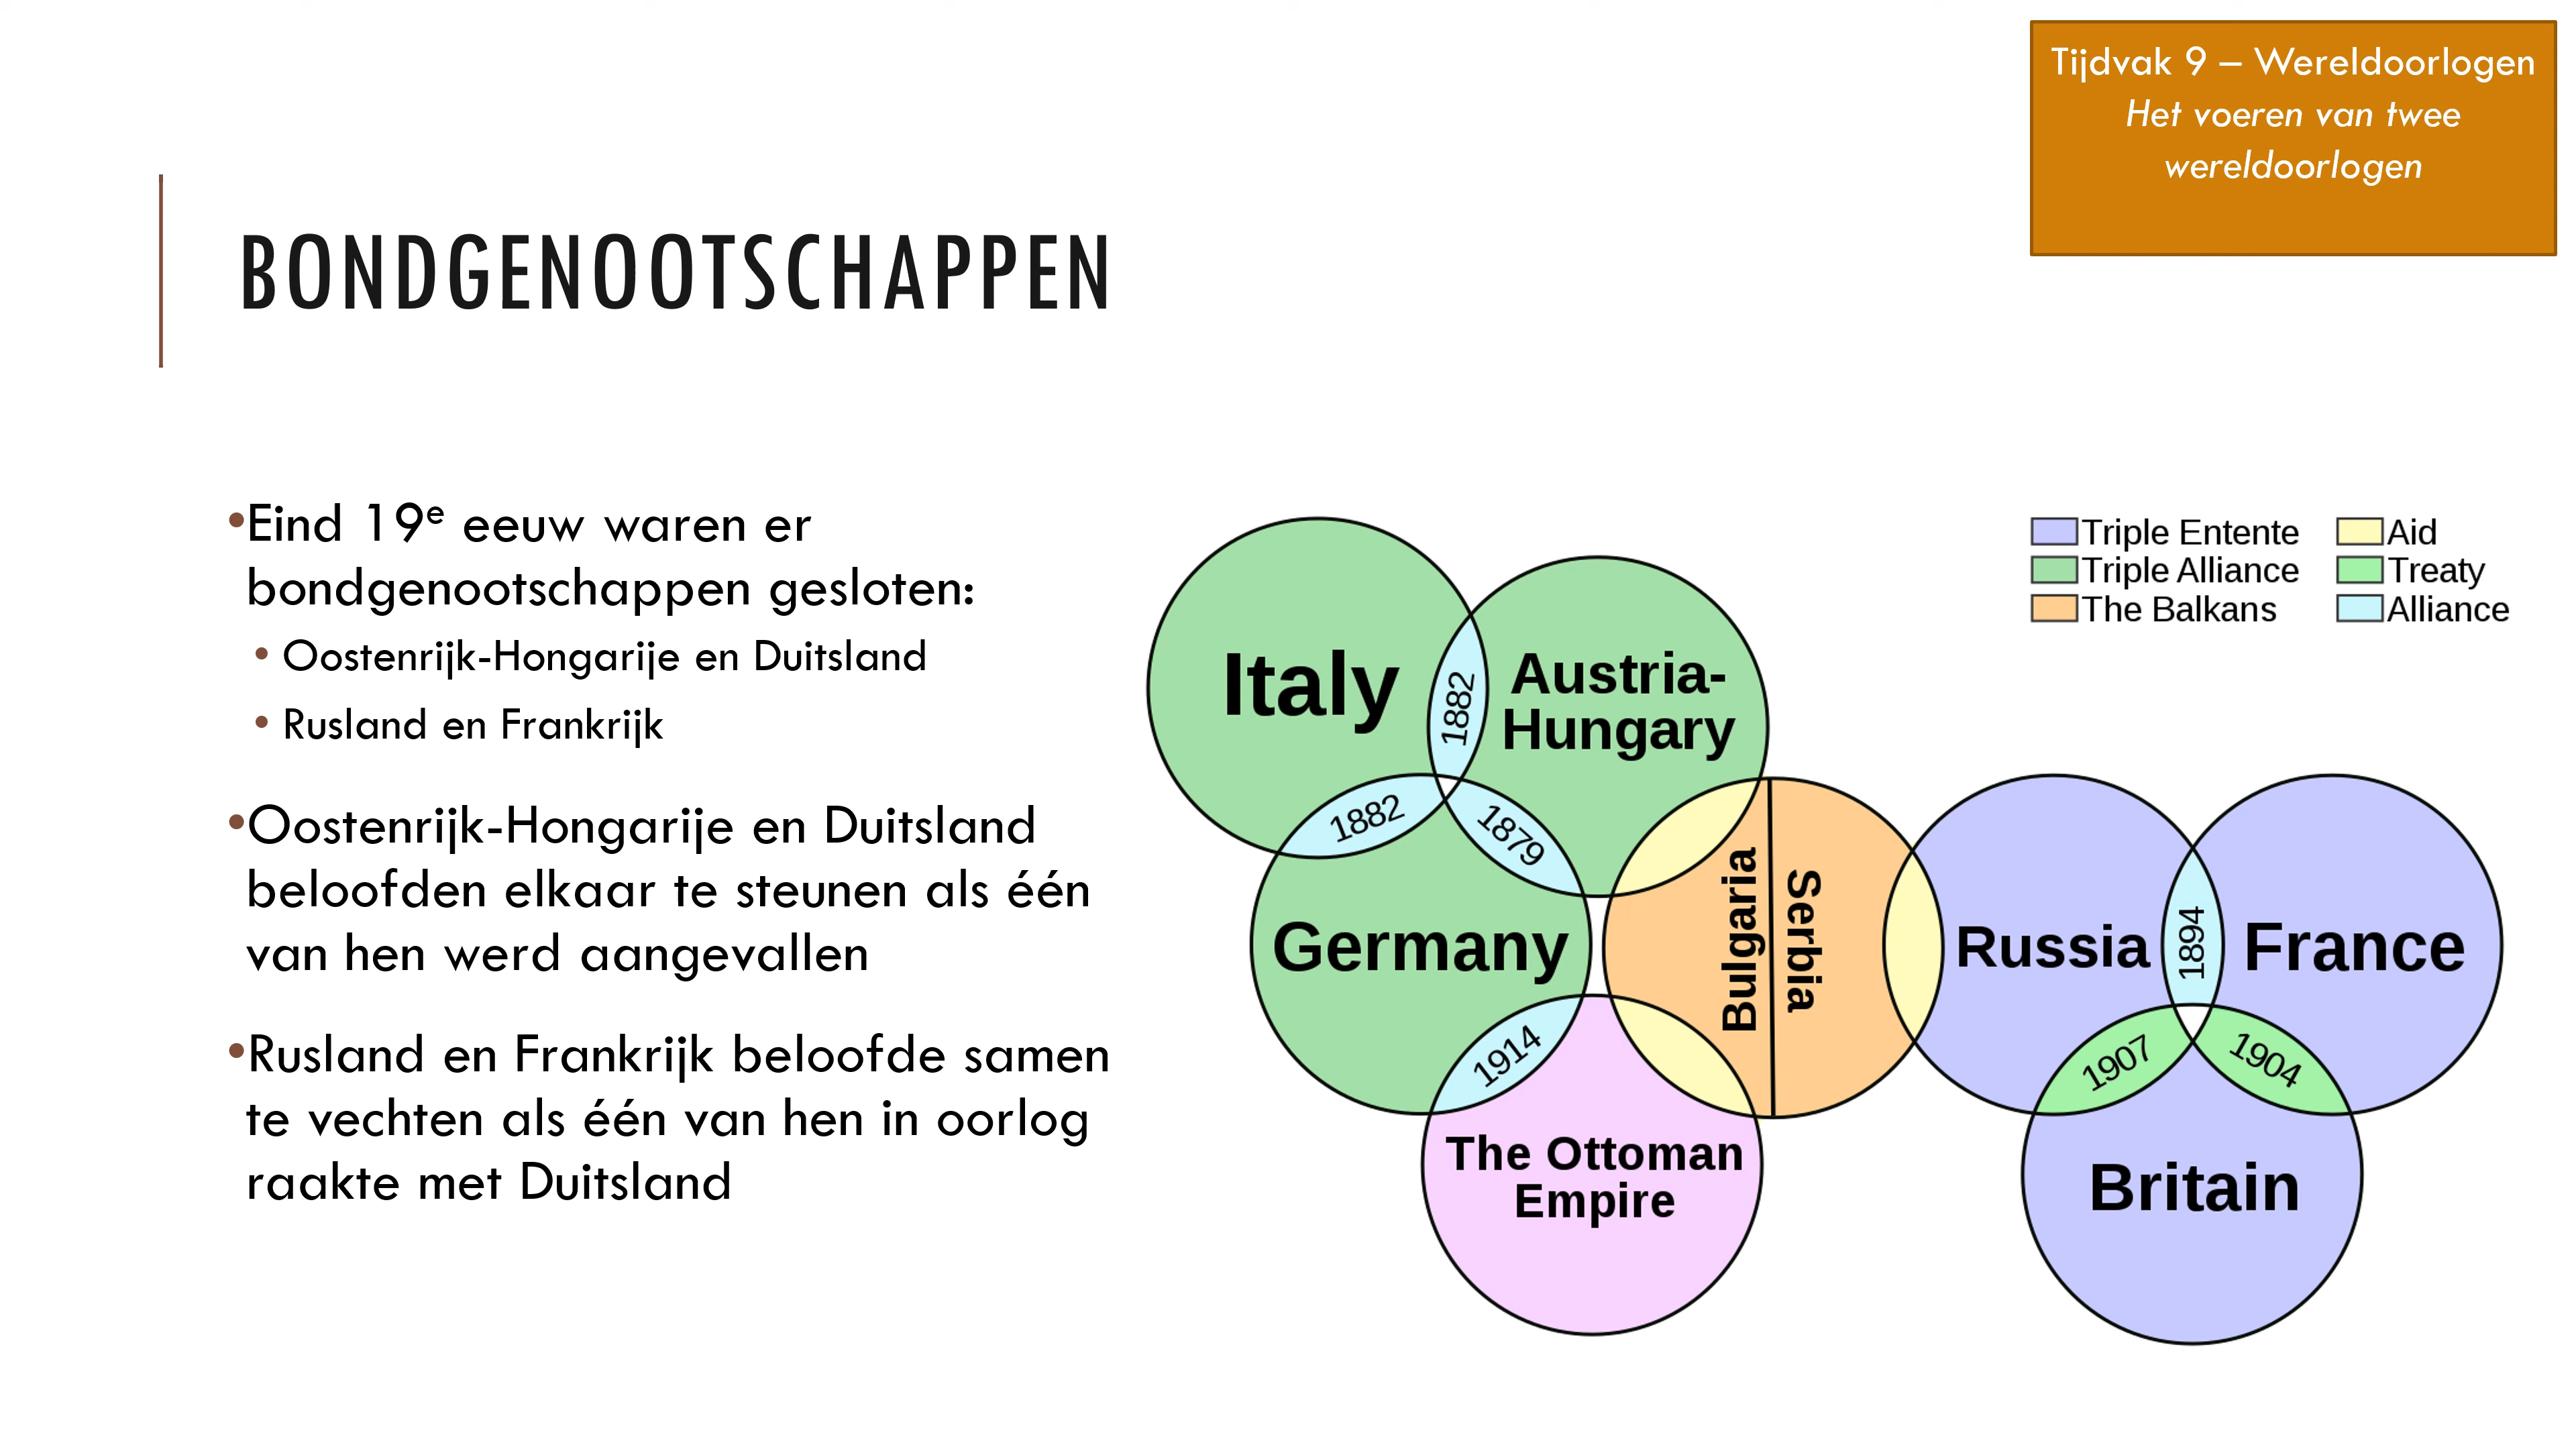 Tijdvak 9 – Wereldoorlogen
Het voeren van twee
wereldoorlogen
BONDGENOOTSCHAPPEN
•Eind 19e eeuw waren er
bondgenootschappen gesloten:
• Oostenrijk-Hongarije en Duitsland
• Rusland en Frankrijk
•Oostenrijk-Hongarije en Duitsland
beloofden elkaar te steunen als één
van hen werd aangevallen
•Rusland en Frankrijk beloofde samen
te vechten als één van hen in oorlog
raakte met Duitsland
Triple Entente
Triple Alliance
The Balkans
Aid
Treaty
Alliance
Italy
1882
Austria-
Hungary
1882
1879
Germany
Bulgaria
Serbia
Russia
1894
France
1914
1907
1904
The Ottoman
Empire
Britain